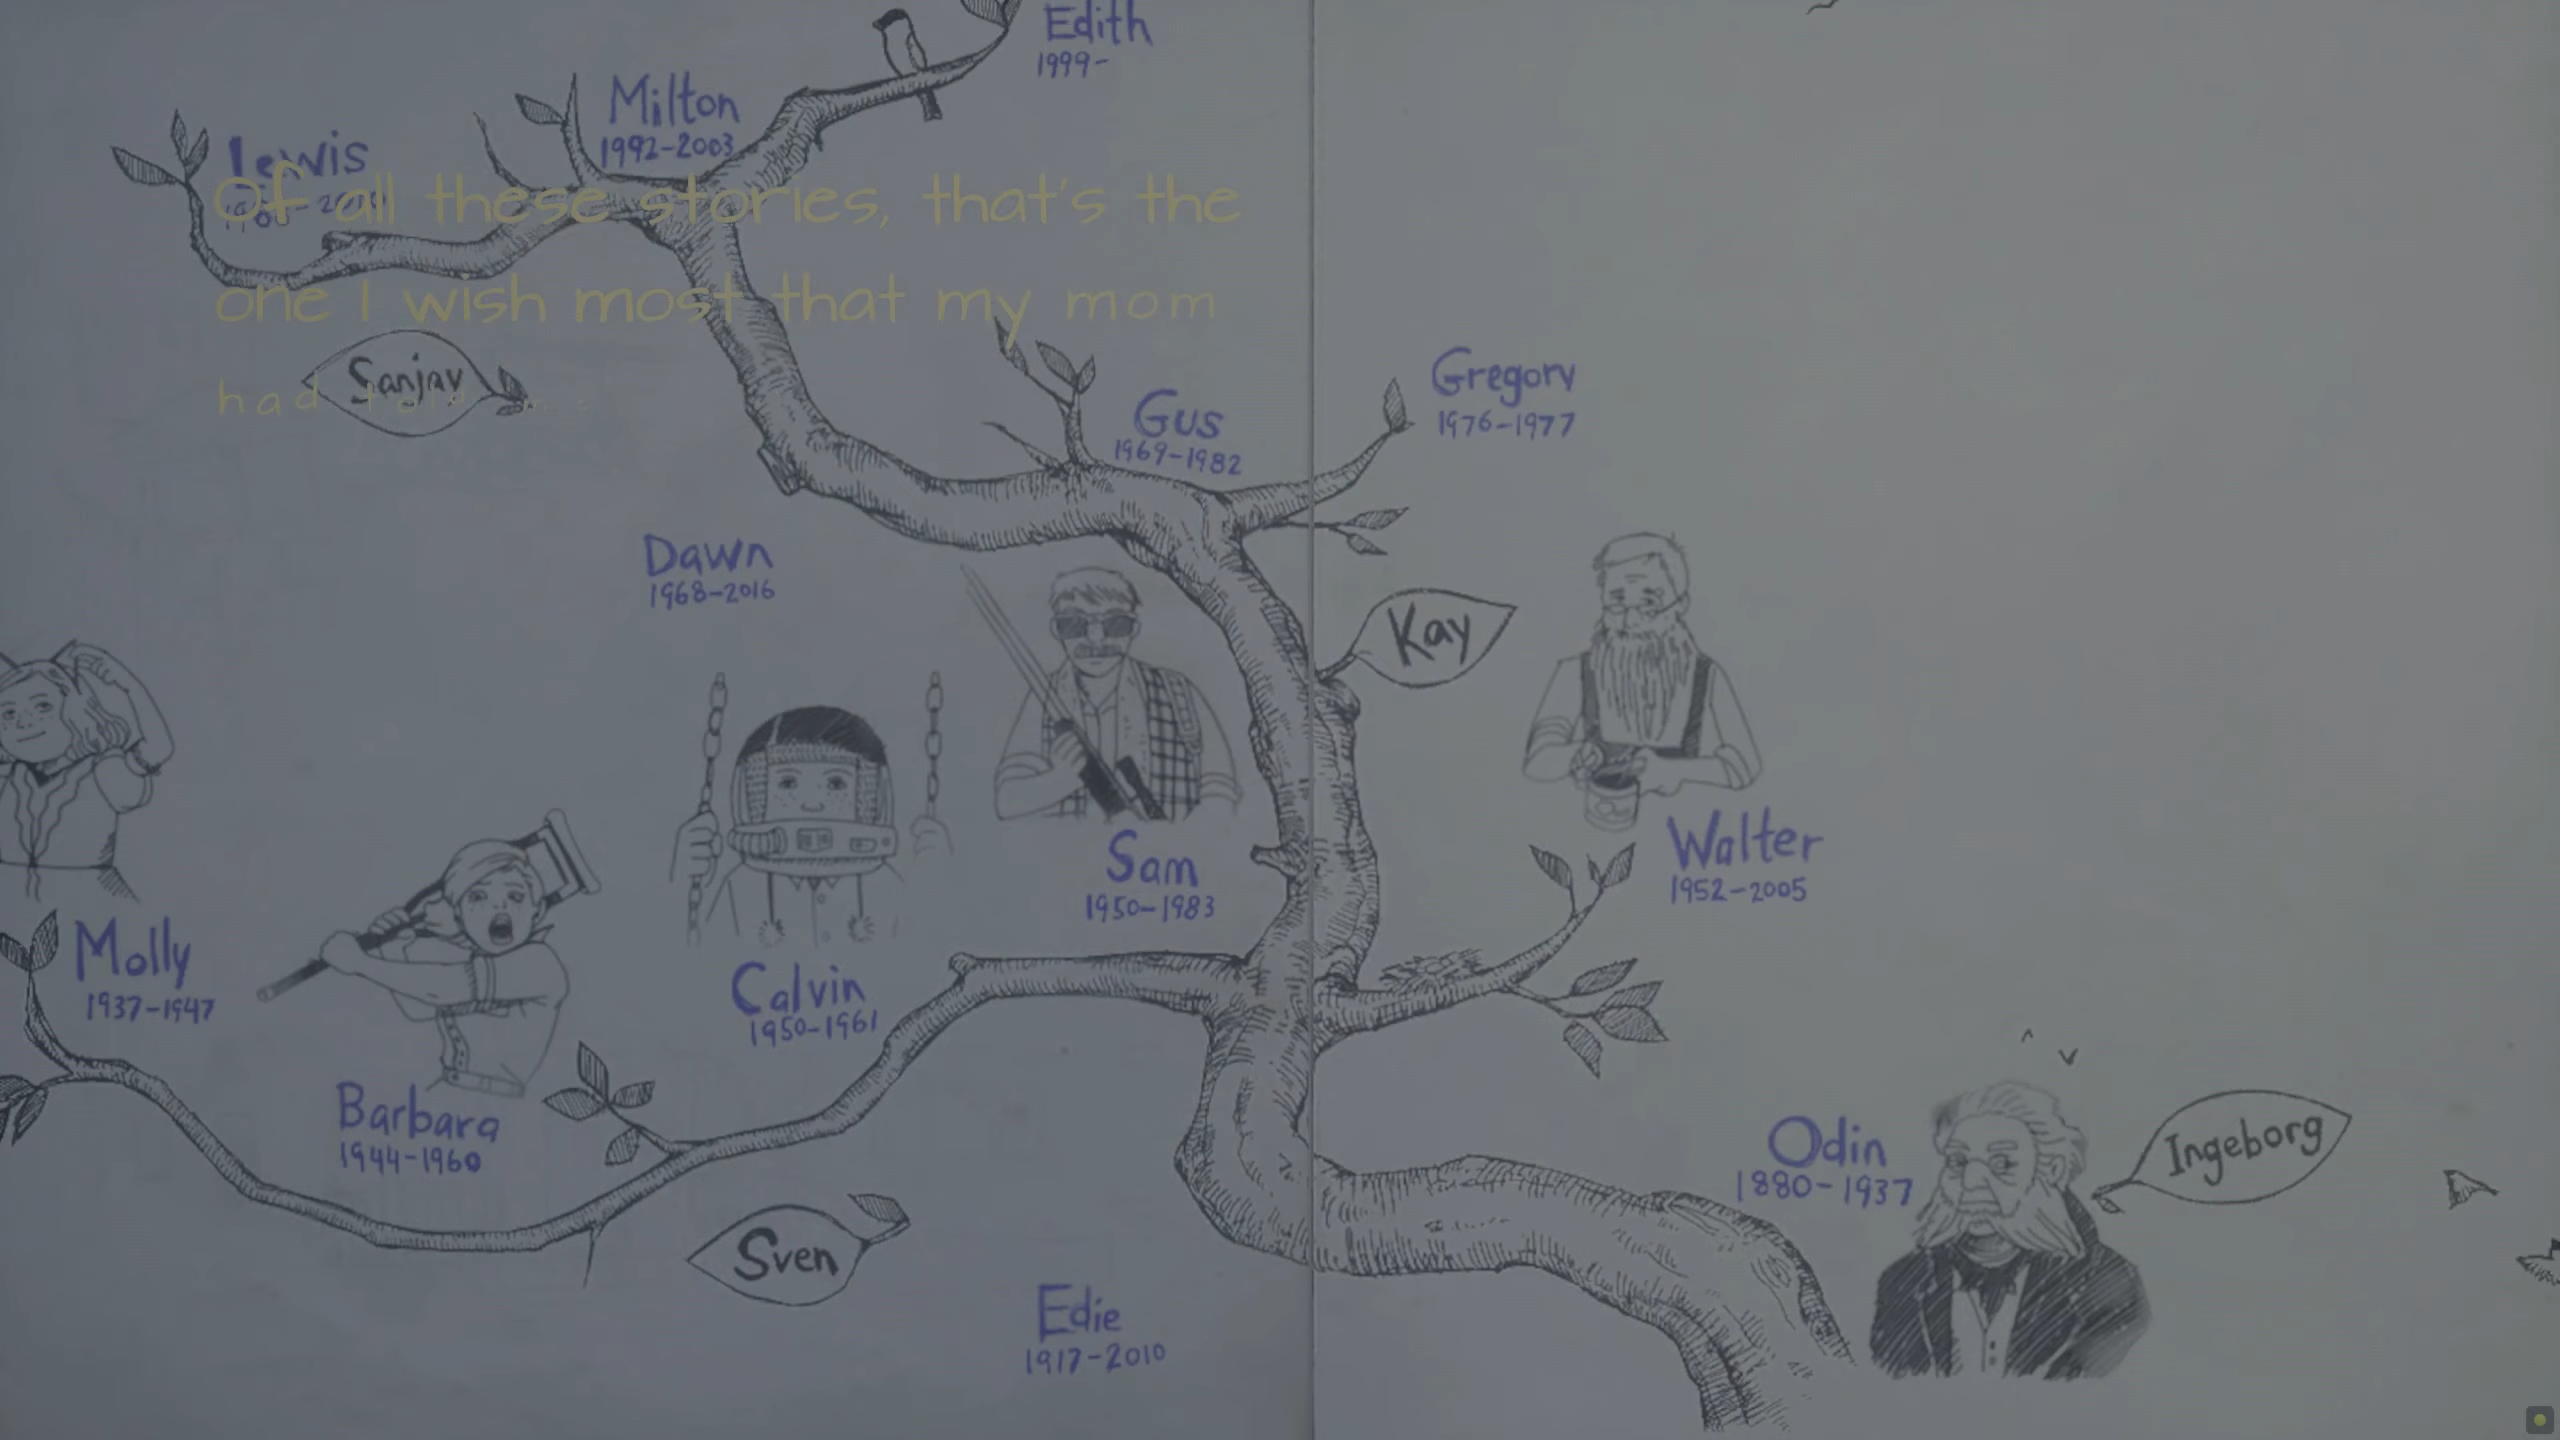 Edith
1999-
Milton
1992-2003
Lewis
Of all these stories, that's the
one I wish most that my mom
had told me
Sanjay
Gregory
1976-1977
Gus
1969-1982
Dawn
1968-2016
Kay
Walter
1952-2005
Sam
1950-1983
Calvin
1950-1961
Molly
1937-1947
Barbara
1944-1960
Odin
1880-1937
Ingeborg
Sven
Edie
1917-2010